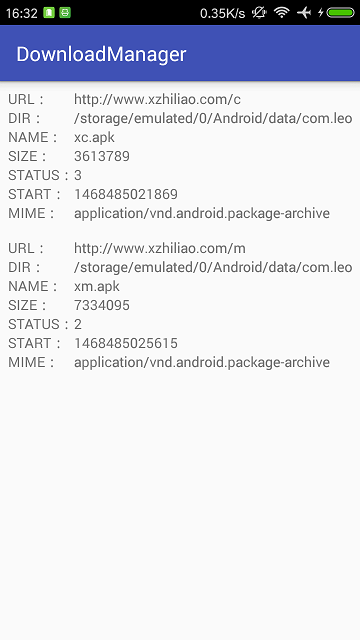 16:32 0.35K/s
DownloadManager
URL： http://www.xzhiliao.com/c
DIR： /storage/emulated/0/Android/data/com.leo
NAME： xc.apk
SIZE： 3613789
STATUS：3
START： 1468485021869
MIME： application/vnd.android.package-archive
URL： http://www.xzhiliao.com/m
DIR： /storage/emulated/0/Android/data/com.leo
NAME： xm.apk
SIZE： 7334095
STATUS：2
START： 1468485025615
MIME： application/vnd.android.package-archive